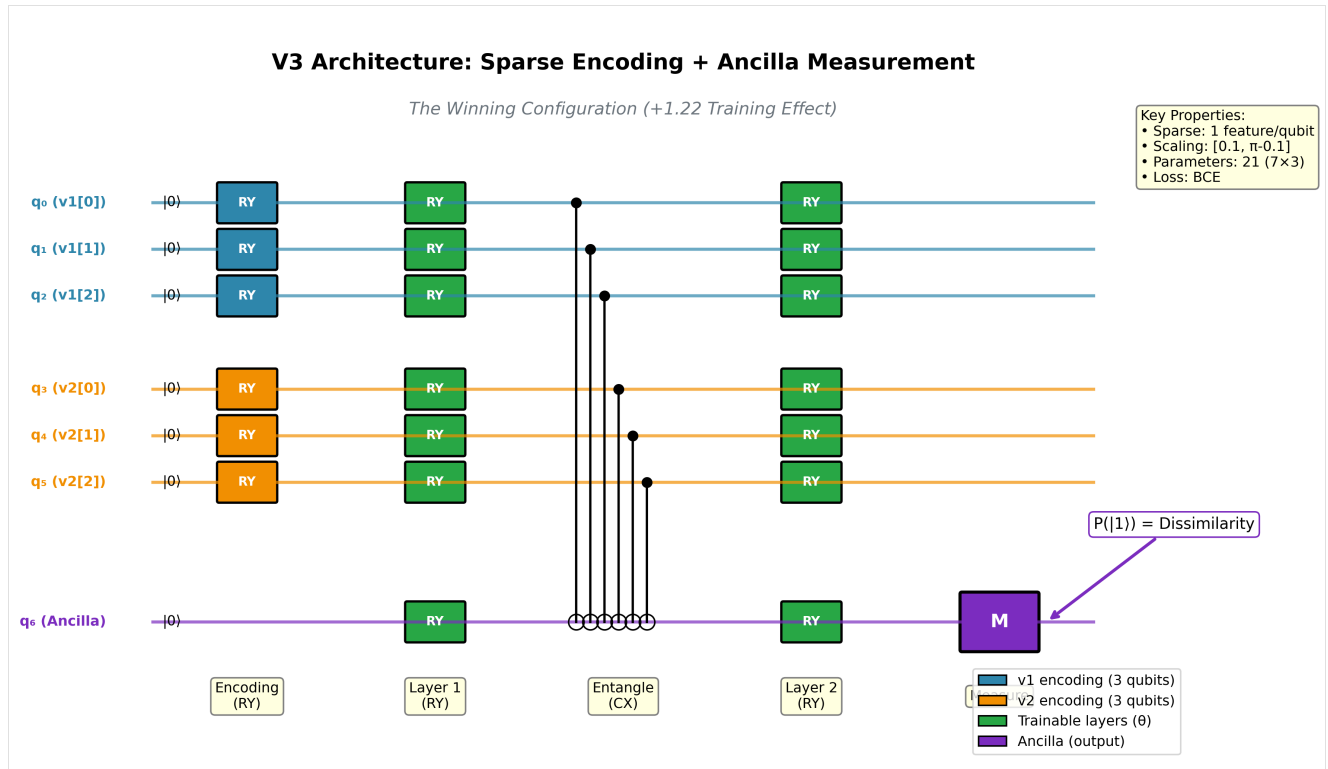 V3 Architecture: Sparse Encoding + Ancilla Measurement
The Winning Configuration (+1.22 Training Effect)
Key Properties:
• Sparse: 1 feature/qubit
• Scaling: [0.1, π-0.1]
• Parameters: 21 (7×3)
• Loss: BCE
q₀ (v1[0]) |0⟩ RY RY RY
q₁ (v1[1]) |0⟩ RY RY RY
q₂ (v1[2]) |0⟩ RY RY RY
q₃ (v2[0]) |0⟩ RY RY RY
q₄ (v2[1]) |0⟩ RY RY RY
q₅ (v2[2]) |0⟩ RY RY RY
P(|1⟩) = Dissimilarity
q₆ (Ancilla) |0⟩ RY RY M
Encoding
(RY)
Layer 1
(RY)
Entangle
(CX)
Layer 2
(RY)
Measure
v1 encoding (3 qubits)
v2 encoding (3 qubits)
Trainable layers (θ)
Ancilla (output)